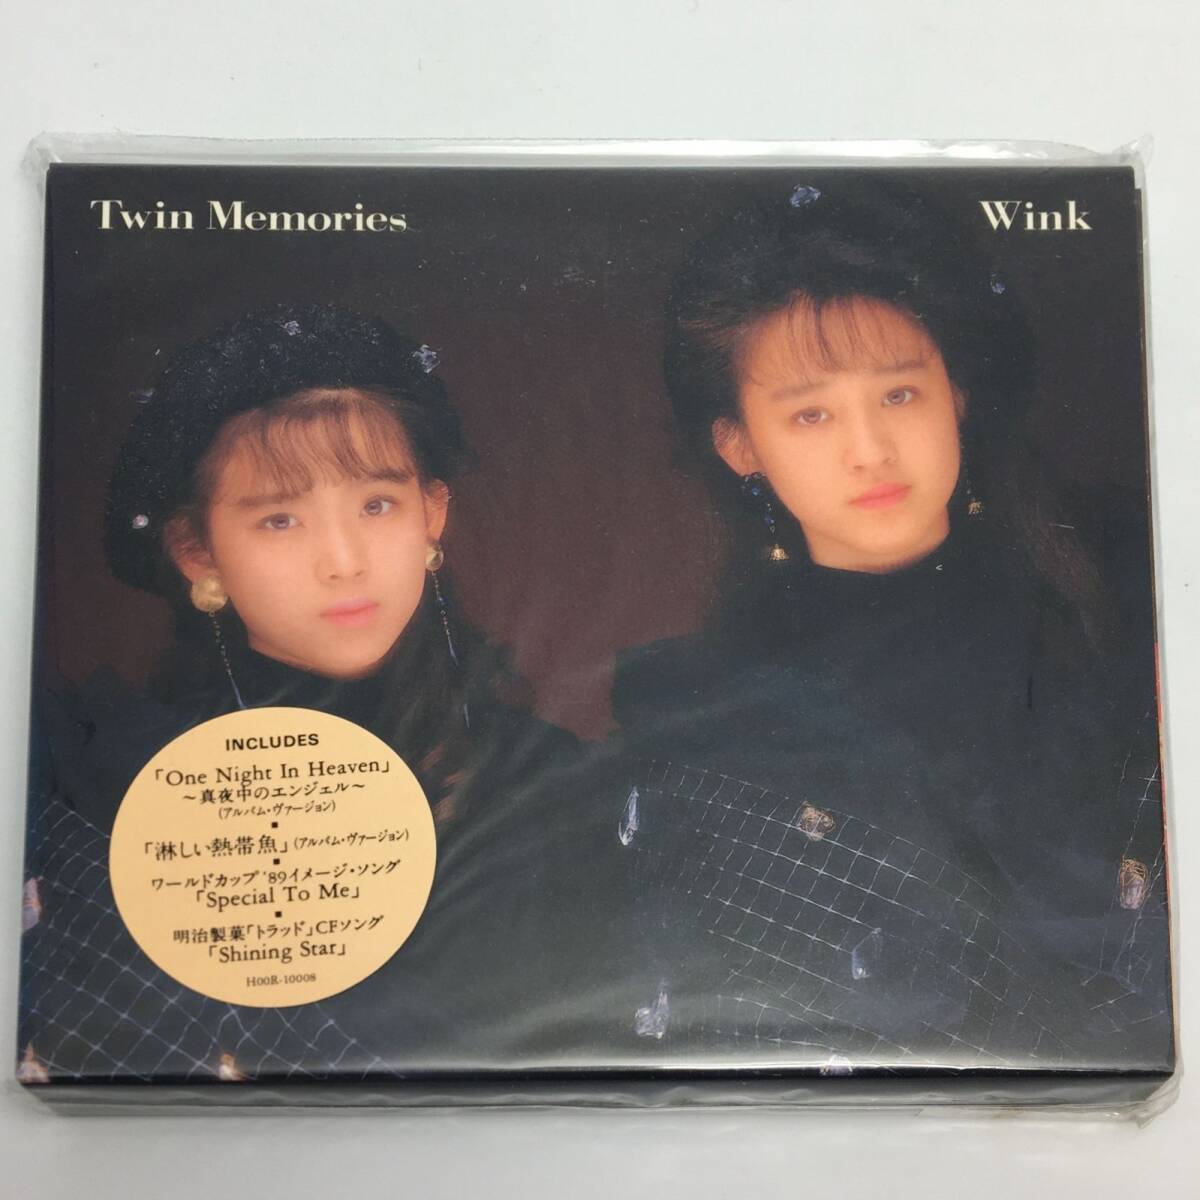 Twin Memories
Wink
INCLUDES
「One Night In Heaven」
～真夜中のエンジェル～
(アルバム・ヴァージョン)
■
「淋しい熱帯魚」(アルバム・ヴァージョン)
■
ワールドカップ '89イメージ・ソング
「Special To Me」
■
明治製菓「トラッド」CFソング
「Shining Star」
H00R-10008